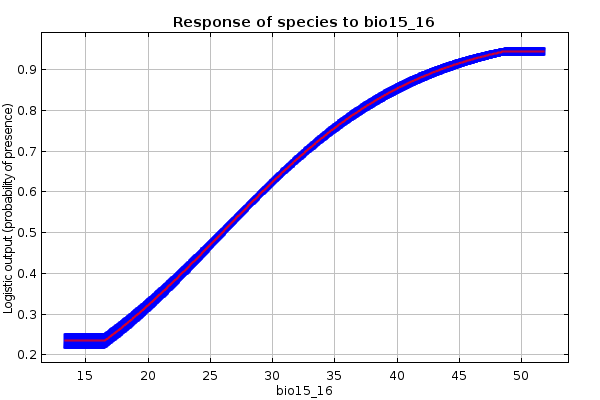 Response of species to bio15_16
Logistic output (probability of presence)
0.9
0.8
0.7
0.6
0.5
0.4
0.3
0.2
15 20 25 30 35 40 45 50
bio15_16